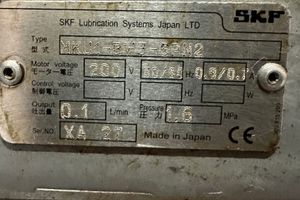 SKF Lubrication Systems Japan LTD SKF
Type
型式
Motor voltage 200 V Hz
モーター電圧
Control voltage V Hz
制御電圧
Output 0.1 L/min Pressure 1.6 MPa
吐出量 圧力
Ser.NO XA 27 Made in Japan CE